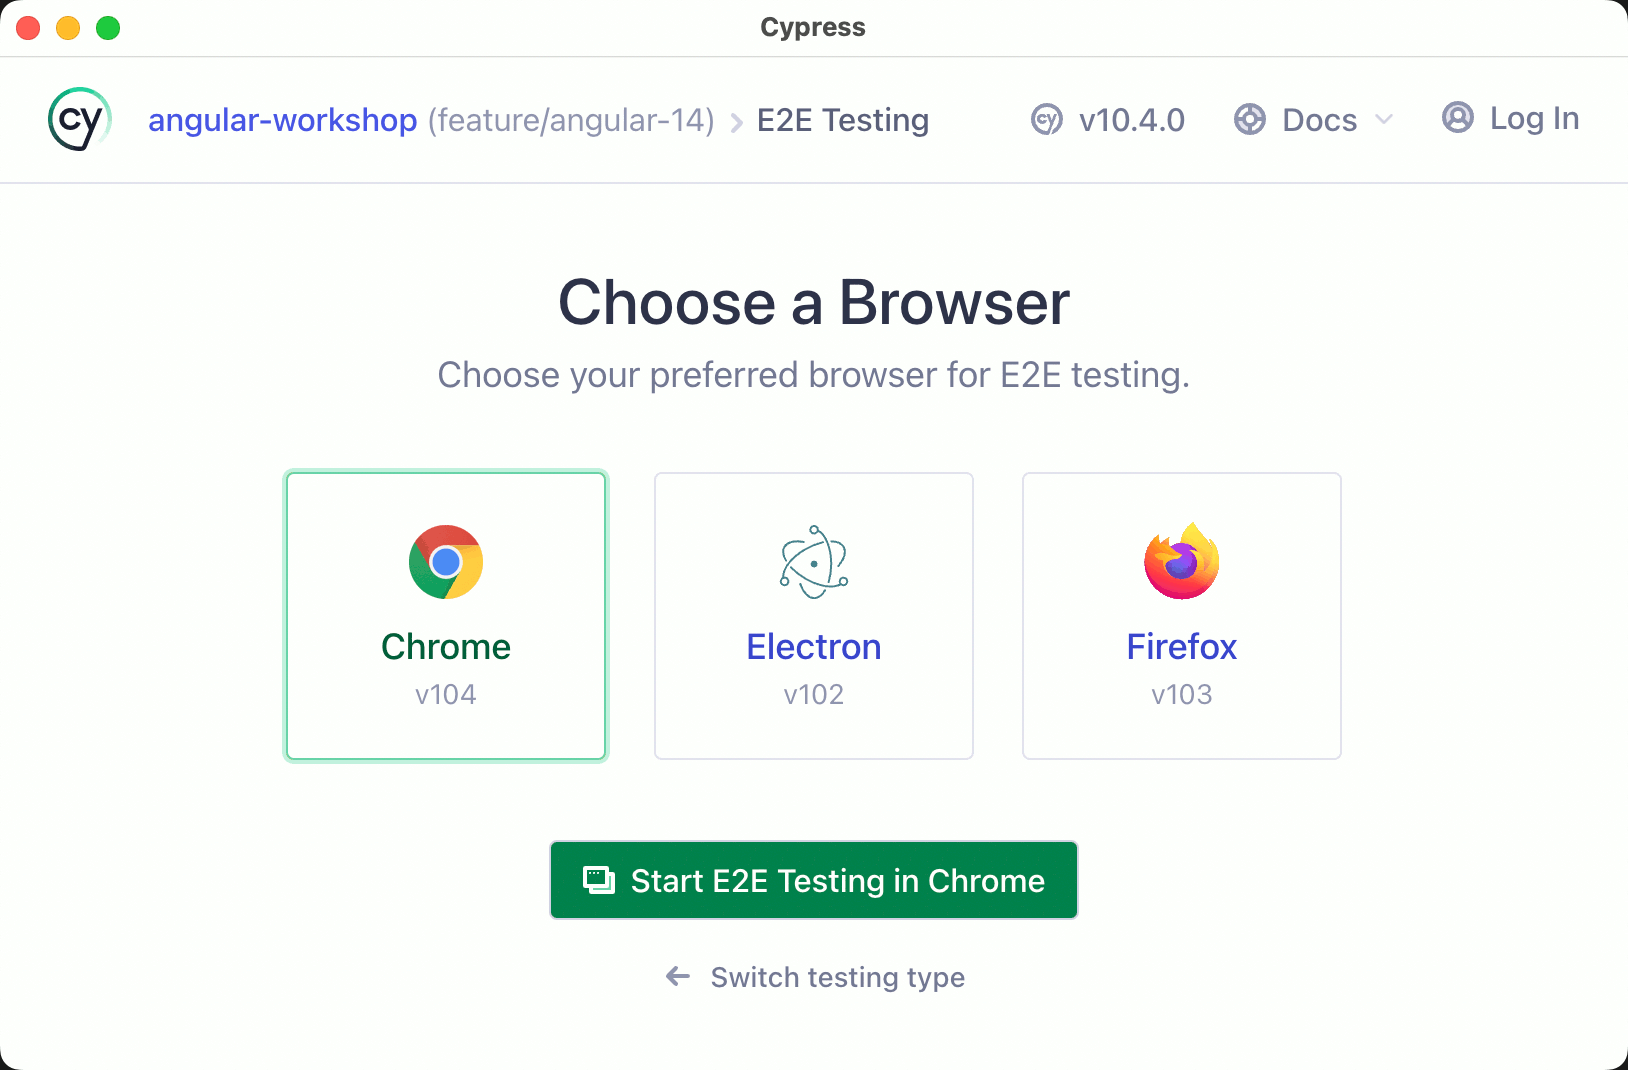 Cypress
cy angular-workshop (feature/angular-14) E2E Testing cy v10.4.0 Docs Log In
Choose a Browser
Choose your preferred browser for E2E testing.
Chrome Electron Firefox
v104 v102 v103
Start E2E Testing in Chrome
Switch testing type